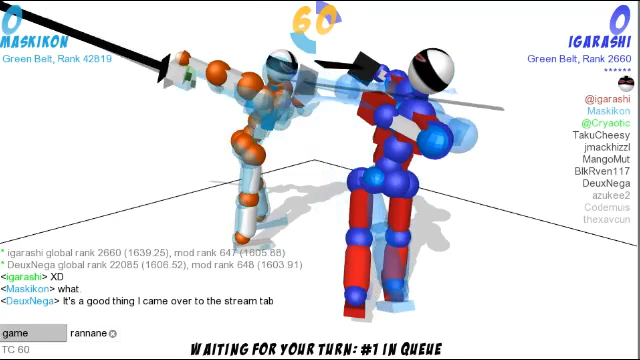 0
MASKIKON
Green Belt, Rank 42819
60
0
IGARASHI
Green Belt, Rank 2660
******
@igarashi
Maskikon
@Cryaotic
TakuCheesy
jmackhizzl
MangoMut
BlkRven117
DeuxNega
azukee2
Codemuis
thexavcun
* igarashi global rank 2660 (1639.25), mod rank 647 (1605.88)
* DeuxNega global rank 22085 (1606.52), mod rank 648 (1603.91)
<igarashi> XD
<Maskikon> what.
<DeuxNega> It's a good thing I came over to the stream tab
game rannane
TC 60
WAITING FOR YOUR TURN: #1 IN QUEUE